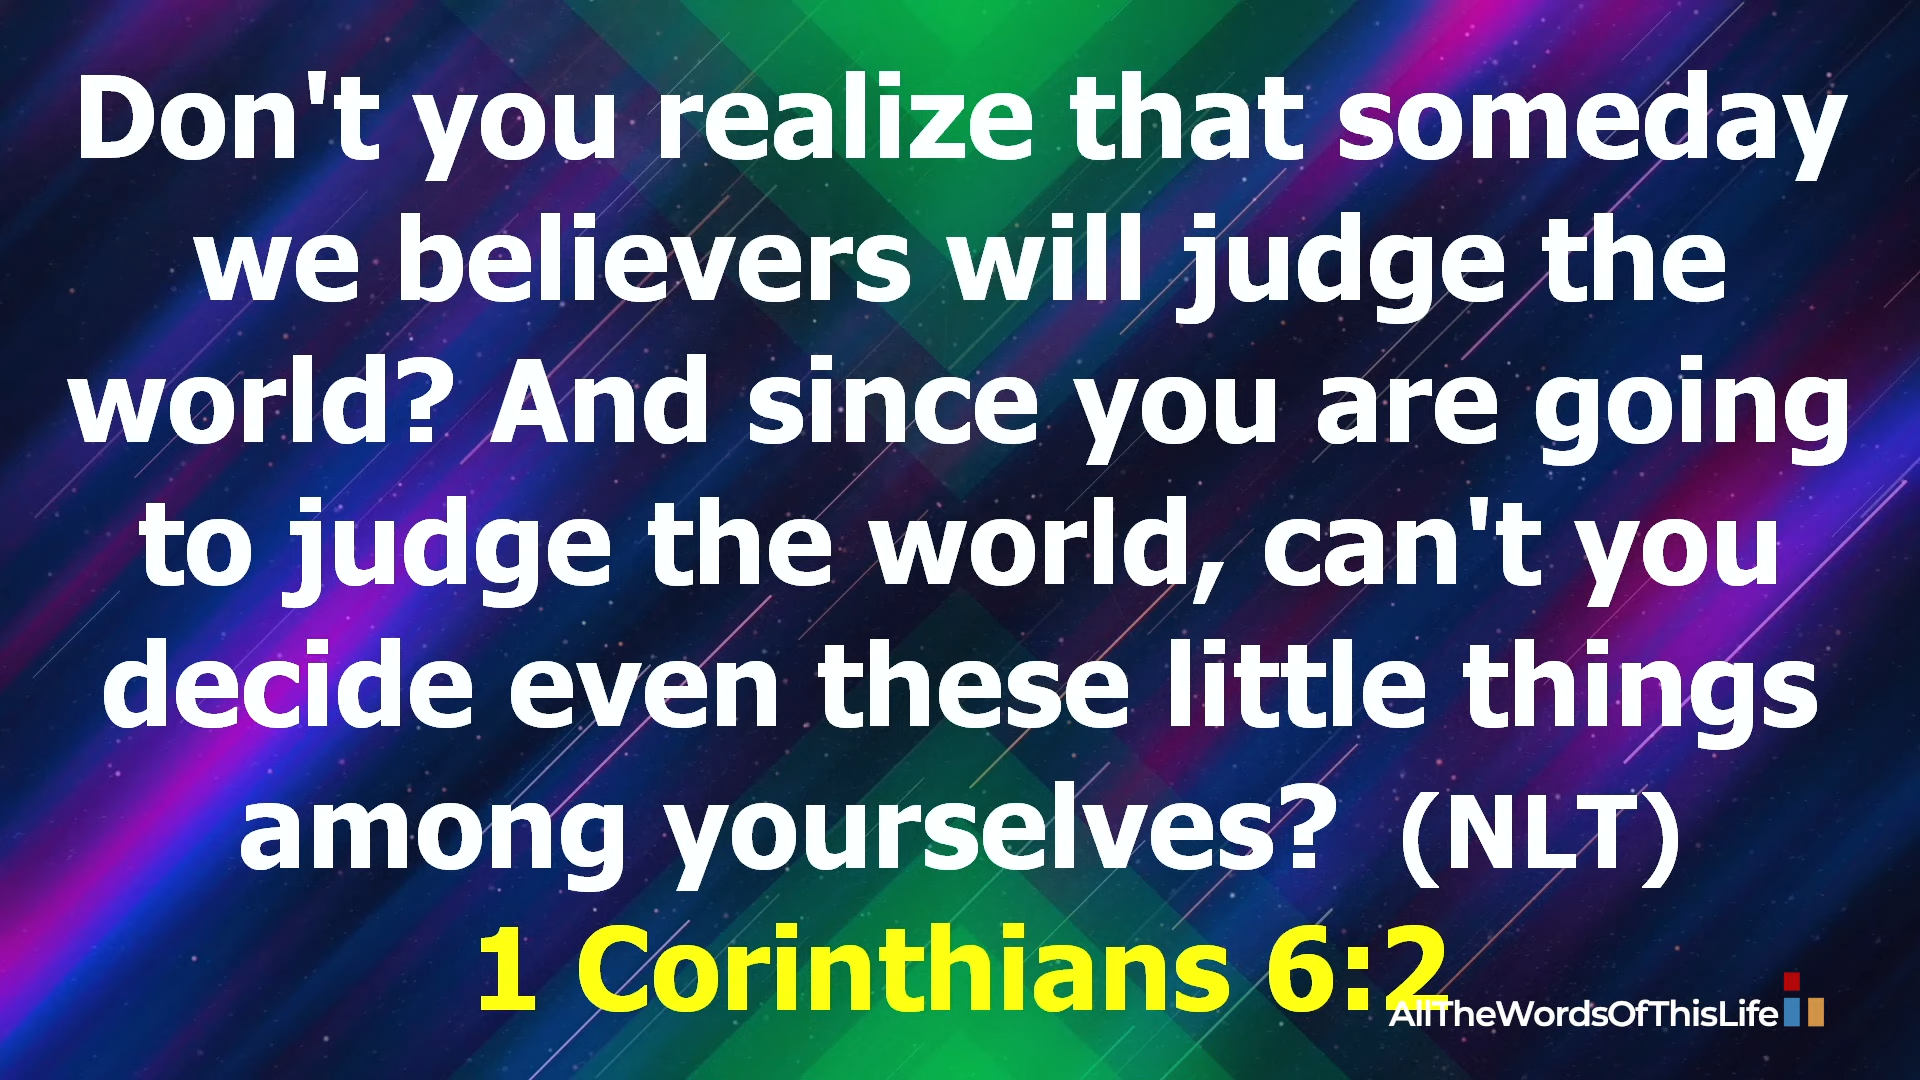 Don't you realize that someday
we believers will judge the
world? And since you are going
to judge the world, can't you
decide even these little things
among yourselves? (NLT)
1 Corinthians 6:2
AllTheWordsOfThisLife